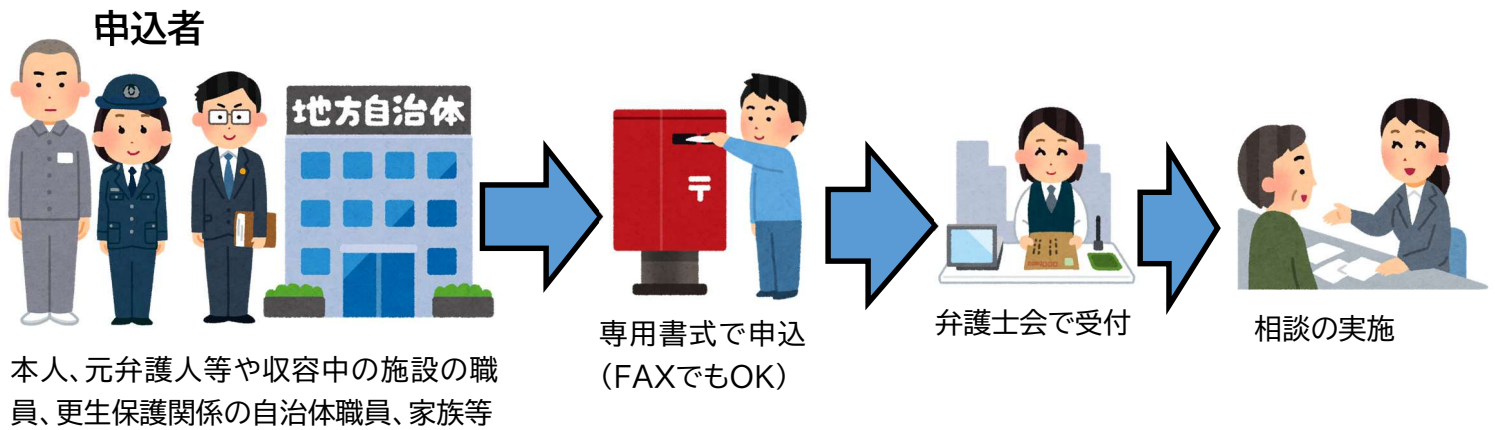 申込者
地方自治体
〒
専用書式で申込
（FAXでもOK）
弁護士会で受付
相談の実施
本人、元弁護人等や収容中の施設の職
員、更生保護関係の自治体職員、家族等